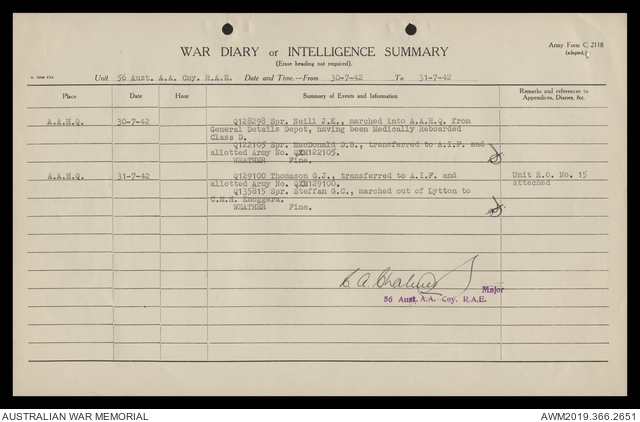 Army Form C. 2118
(adapted)
WAR DIARY or INTELLIGENCE SUMMARY
(Erase heading not required).
Unit 56 Aust. A.A. Coy. R.A.E. Date and Time.—From 30-7-42 To 31-7-42
Place Date Hour Summary of Events and Information Remarks and references to Appendices, Diaries, &c.
A.A.H.Q. 30-7-42 Q128298 Spr. Neill J.K., marched into A.A.H.Q. from
General Details Depot, having been Medically Reboarded
Class D.
Q122105 Spr. MacDonald D.S., transferred to A.I.F. and
allotted Army No. QX122105.
WEATHER Fine.
A.A.H.Q. 31-7-42 Q129100 Thomason G.J., transferred to A.I.F. and Unit R.O. No. 15
allotted Army No. QX129100. attached
Q135815 Spr. Steffan G.C., marched out of Lytton to
C.M.H. Enoggera.
WEATHER Fine.
Major
56 Aust. A.A. Coy. R.A.E.
AUSTRALIAN WAR MEMORIAL AWM2019.366.2651